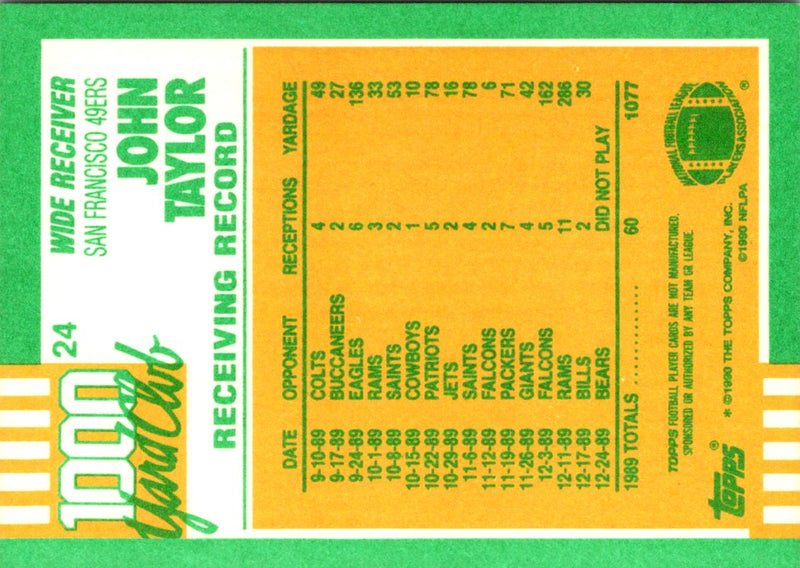 1000
Yard Club
24
WIDE RECEIVER
SAN FRANCISCO 49ERS
JOHN
TAYLOR
RECEIVING RECORD
DATE OPPONENT RECEPTIONS YARDAGE
9-10-89 COLTS 4 49
9-17-89 BUCCANEERS 2 27
9-24-89 EAGLES 6 136
10-1-89 RAMS 3 33
10-8-89 SAINTS 2 53
10-15-89 COWBOYS 1 10
10-22-89 PATRIOTS 5 78
10-29-89 JETS 2 16
11-6-89 SAINTS 4 78
11-12-89 FALCONS 2 6
11-19-89 PACKERS 7 71
11-26-89 GIANTS 4 42
12-3-89 FALCONS 5 162
12-11-89 RAMS 11 286
12-17-89 BILLS 2 30
12-24-89 BEARS DID NOT PLAY
1989 TOTALS .................. 60 1077
TOPPS FOOTBALL PLAYER CARDS ARE NOT MANUFACTURED,
SPONSORED OR AUTHORIZED BY ANY TEAM OR LEAGUE.
TOPPS® * © 1990 THE TOPPS COMPANY, INC.
© 1990 NFLPA
NATIONAL FOOTBALL LEAGUE
PLAYERS ASSOCIATION ®